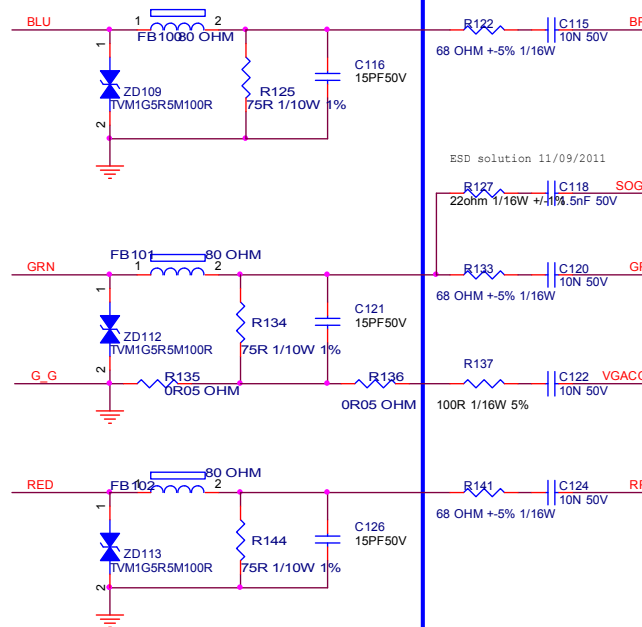 BLU
1
2
FB100
80 OHM
1
2
ZD109
TVM1G5R5M100R
R125
75R 1/10W 1%
C116
15PF50V
R122
68 OHM +-5% 1/16W
C115
10N 50V
ESD solution 11/09/2011
R127
22ohm 1/16W +/-1%
C118
1.5nF 50V
SOG
GRN
FB101
80 OHM
1
2
1
2
ZD112
TVM1G5R5M100R
R134
75R 1/10W 1%
C121
15PF50V
R133
68 OHM +-5% 1/16W
C120
10N 50V
G_G
R135
0R05 OHM
R136
0R05 OHM
R137
100R 1/16W 5%
C122
10N 50V
RED
FB102
80 OHM
1
2
1
2
ZD113
TVM1G5R5M100R
R144
75R 1/10W 1%
C126
15PF50V
R141
68 OHM +-5% 1/16W
C124
10N 50V